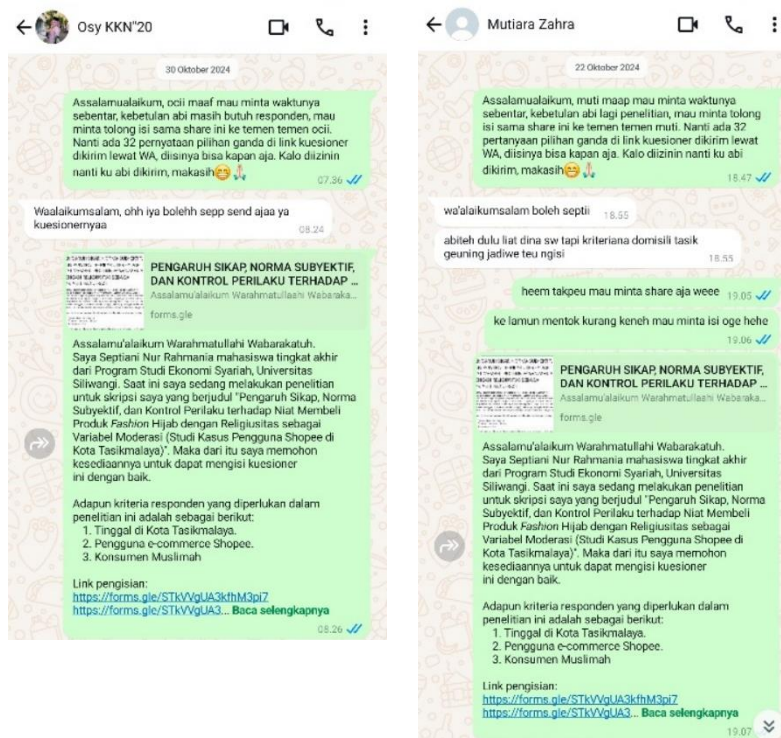 Osy KKN"20
30 Oktober 2024
Assalamualaikum, ocii maaf mau minta waktunya
sebentar, kebetulan abi masih butuh responden, mau
minta tolong isi sama share ini ke temen temen ocii.
Nanti ada 32 pernyataan pilihan ganda di link kuesioner
dikirim lewat WA, diisinya bisa kapan aja. Kalo diizinin
nanti ku abi dikirim, makasih😁🙏🏻
07.36
Waalaikumsalam, ohh iya bolehh sepp send ajaa ya
kuesionernyaa
08.24
PENGARUH SIKAP, NORMA SUBYEKTIF,
DAN KONTROL PERILAKU TERHADAP ...
Assalamu'alaikum Warahmatullaahi Wabaraka...
forms.gle
Assalamu'alaikum Warahmatullahi Wabarakatuh.
Saya Septiani Nur Rahmania mahasiswa tingkat akhir
dari Program Studi Ekonomi Syariah, Universitas
Siliwangi. Saat ini saya sedang melakukan penelitian
untuk skripsi saya yang berjudul "Pengaruh Sikap, Norma
Subyektif, dan Kontrol Perilaku terhadap Niat Membeli
Produk Fashion Hijab dengan Religiusitas sebagai
Variabel Moderasi (Studi Kasus Pengguna Shopee di
Kota Tasikmalaya)". Maka dari itu saya memohon
kesediaannya untuk dapat mengisi kuesioner
ini dengan baik.
Adapun kriteria responden yang diperlukan dalam
penelitian ini adalah sebagai berikut:
1. Tinggal di Kota Tasikmalaya.
2. Pengguna e-commerce Shopee.
3. Konsumen Muslimah
Link pengisian:
https://forms.gle/STkVVgUA3kfhM3pi7
https://forms.gle/STkVVgUA3... Baca selengkapnya
08.26
Mutiara Zahra
22 Oktober 2024
Assalamualaikum, muti maap mau minta waktunya
sebentar, kebetulan abi lagi penelitian, mau minta tolong
isi sama share ini ke temen temen muti. Nanti ada 32
pertanyaan pilihan ganda di link kuesioner dikirim lewat
WA, diisinya bisa kapan aja. Kalo diizinin nanti ku abi
dikirim, makasih😁🙏🏻
18.47
wa'alaikumsalam boleh septii
18.55
abiteh dulu liat dina sw tapi kriteriana domisili tasik
geuning jadiwe teu ngisi
18.55
heem takpeu mau minta share aja weee
19.05
ke lamun mentok kurang keneh mau minta isi oge hehe
19.06
PENGARUH SIKAP, NORMA SUBYEKTIF,
DAN KONTROL PERILAKU TERHADAP ...
Assalamu'alaikum Warahmatullaahi Wabaraka...
forms.gle
Assalamu'alaikum Warahmatullahi Wabarakatuh.
Saya Septiani Nur Rahmania mahasiswa tingkat akhir
dari Program Studi Ekonomi Syariah, Universitas
Siliwangi. Saat ini saya sedang melakukan penelitian
untuk skripsi saya yang berjudul "Pengaruh Sikap, Norma
Subyektif, dan Kontrol Perilaku terhadap Niat Membeli
Produk Fashion Hijab dengan Religiusitas sebagai
Variabel Moderasi (Studi Kasus Pengguna Shopee di
Kota Tasikmalaya)". Maka dari itu saya memohon
kesediaannya untuk dapat mengisi kuesioner
ini dengan baik.
Adapun kriteria responden yang diperlukan dalam
penelitian ini adalah sebagai berikut:
1. Tinggal di Kota Tasikmalaya.
2. Pengguna e-commerce Shopee.
3. Konsumen Muslimah
Link pengisian:
https://forms.gle/STkVVgUA3kfhM3pi7
https://forms.gle/STkVVgUA3... Baca selengkapnya
19.07